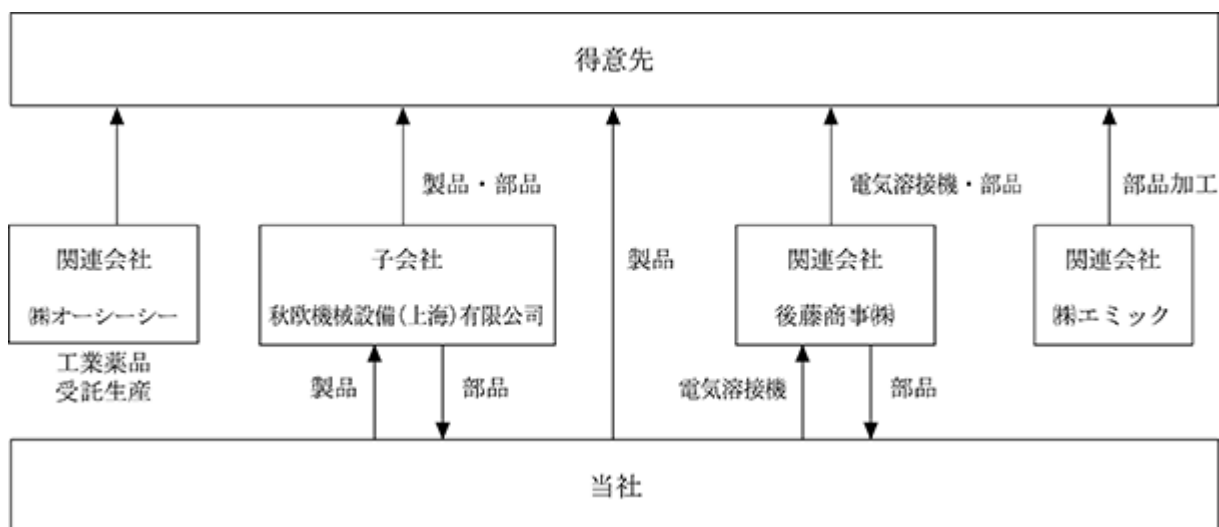 得意先
製品・部品
電気溶接機・部品
部品加工
関連会社
㈱オーシーシー
工業薬品
受託生産
子会社
秋欧機械設備(上海)有限公司
製品
関連会社
後藤商事㈱
関連会社
㈱エミック
製品
部品
電気溶接機
部品
当社